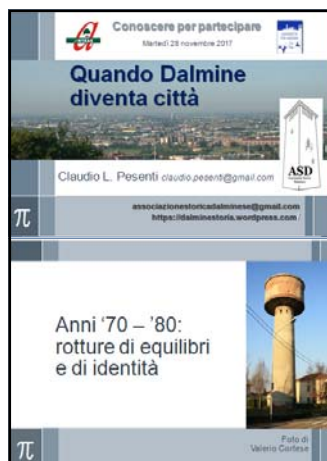 Conoscere per partecipare
Martedì 28 novembre 2017
Quando Dalmine
diventa città
Claudio L. Pesenti claudio.pesenti@gmail.com
ASD
associazionestoricadalminese@gmail.com
https://dalminestoria.wordpress.com
π
Anni ‘70 – ’80:
rotture di equilibri
e di identità
π
Foto di
Valerio Cortese